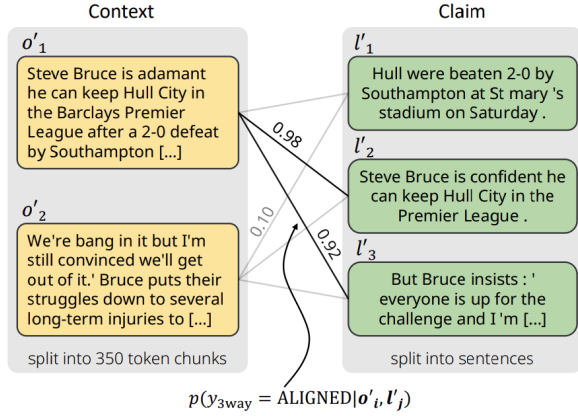 Context
Claim
o'₁
Steve Bruce is adamant
he can keep Hull City in
the Barclays Premier
League after a 2-0 defeat
by Southampton [...]
o'₂
We're bang in it but I'm
still convinced we'll get
out of it.' Bruce puts their
struggles down to several
long-term injuries to [...]
split into 350 token chunks
0.98
0.10
0.92
l'₁
Hull were beaten 2-0 by
Southampton at St mary 's
stadium on Saturday .
l'₂
Steve Bruce is confident he
can keep Hull City in the
Premier League .
l'₃
But Bruce insists : '
everyone is up for the
challenge and I 'm [...]
split into sentences
p(y₃way = ALIGNED|o'ᵢ, l'ⱼ)